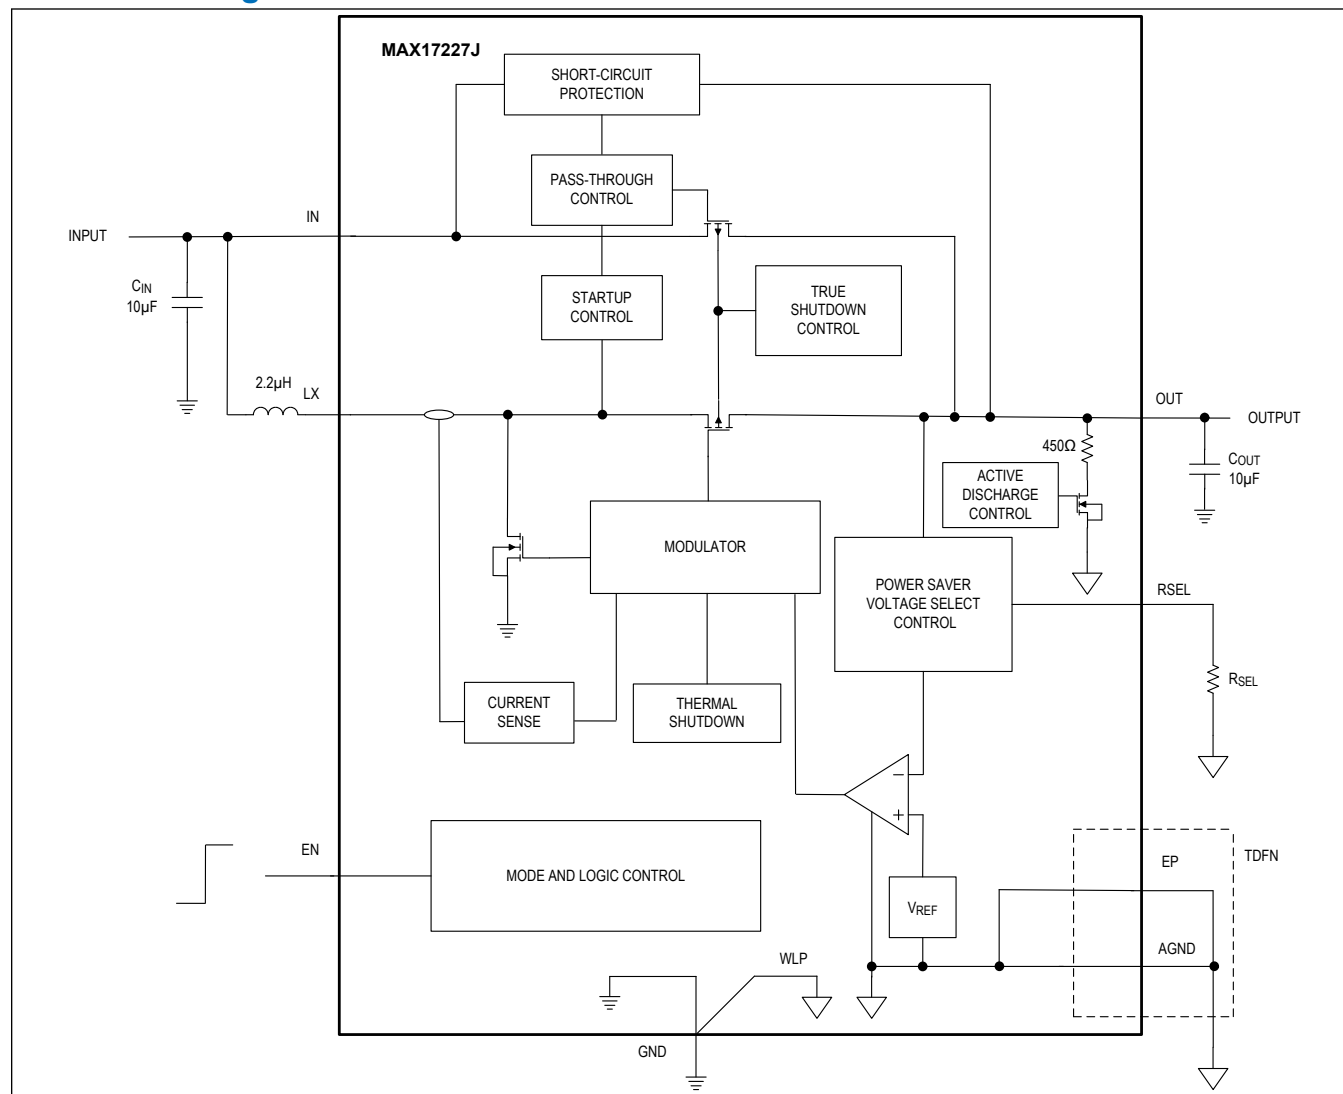 MAX17227J
SHORT-CIRCUIT
PROTECTION
PASS-THROUGH
CONTROL
IN
INPUT
CIN
10µF
STARTUP
CONTROL
TRUE
SHUTDOWN
CONTROL
2.2µH
LX
OUT
OUTPUT
450Ω
COUT
10µF
ACTIVE
DISCHARGE
CONTROL
MODULATOR
POWER SAVER
VOLTAGE SELECT
CONTROL
RSEL
RSEL
CURRENT
SENSE
THERMAL
SHUTDOWN
−
+
EN
MODE AND LOGIC CONTROL
EP
TDFN
VREF
AGND
WLP
GND